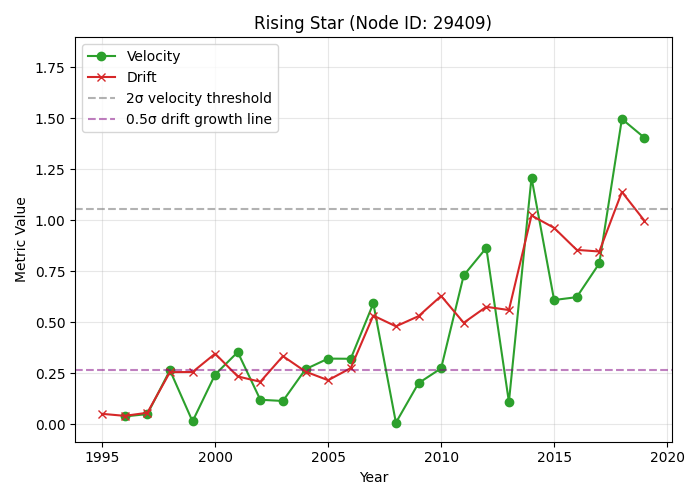 Rising Star (Node ID: 29409)
Velocity
Drift
2σ velocity threshold
0.5σ drift growth line
Metric Value
1.75
1.50
1.25
1.00
0.75
0.50
0.25
0.00
1995 2000 2005 2010 2015 2020
Year